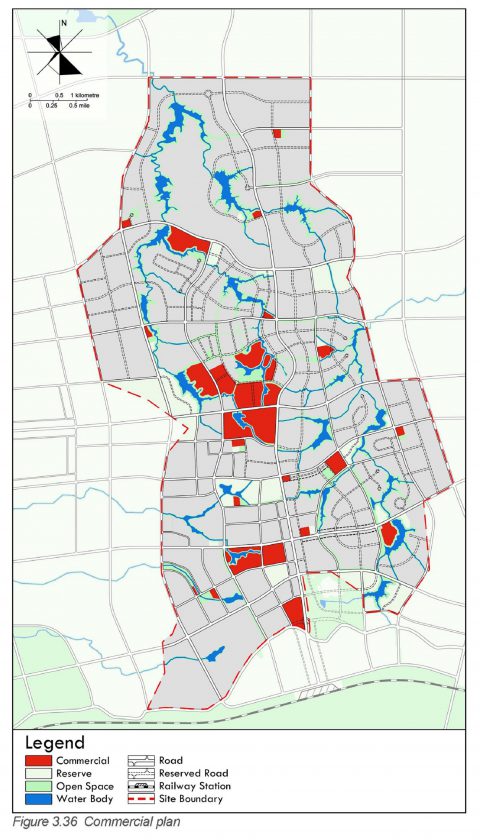 N
0 0.5 1 kilometre
0 0.25 0.5 mile
Legend
Commercial Road
Reserve Reserved Road
Open Space Railway Station
Water Body Site Boundary
Figure 3.36 Commercial plan